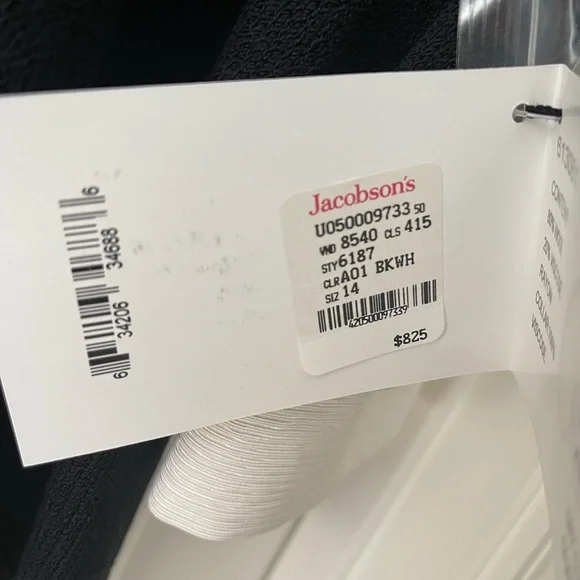 Jacobson's
U050009733 50
VND 8540 CLS 415
STY 6187
CLR A01 BKWH
SIZ 14
420500097339
$825
6 34206 34688 6
VISCOSE